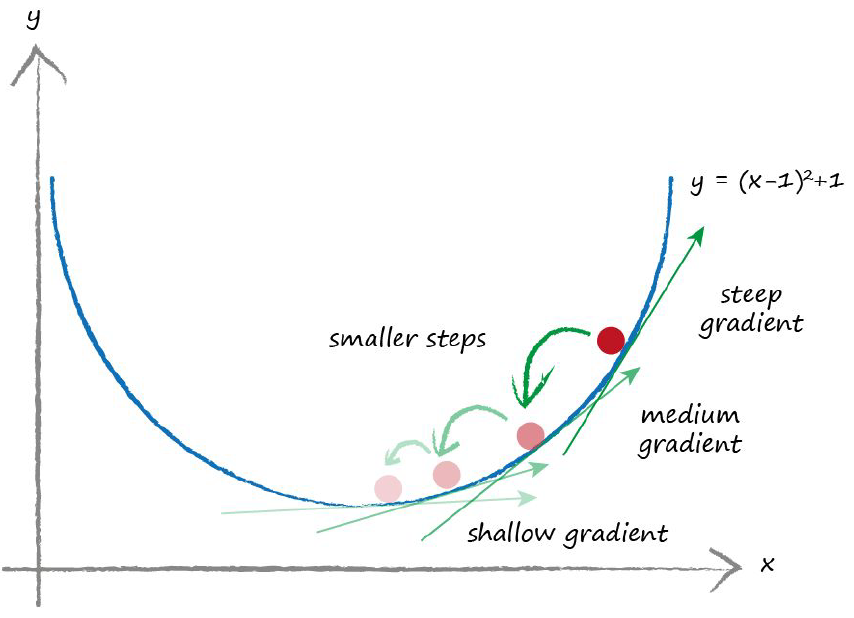 y
y = (x-1)²+1
steep
gradient
smaller steps
medium
gradient
shallow gradient
x